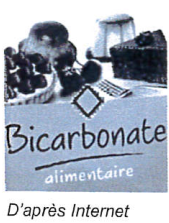 Bicarbonate
alimentaire
D'après Internet